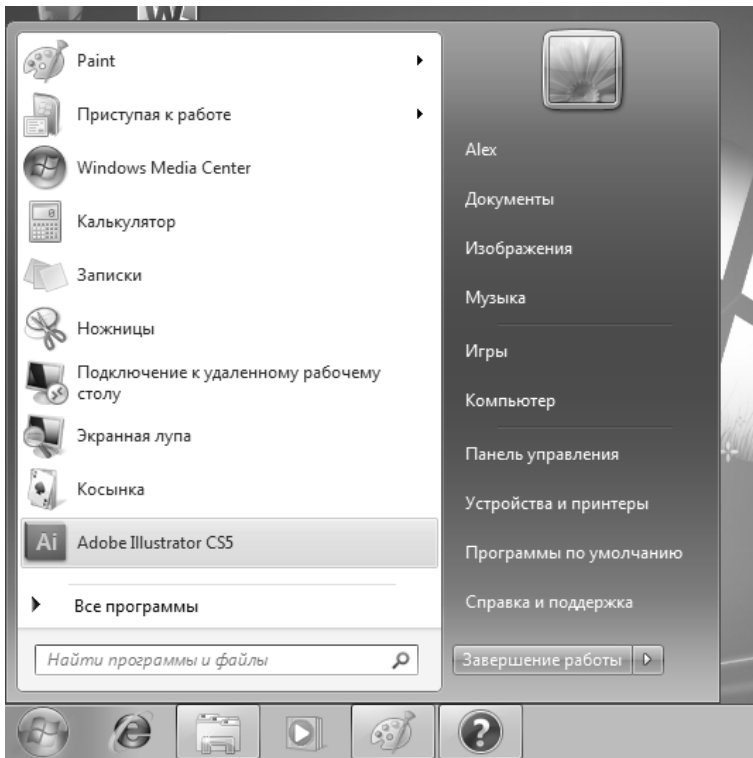 Paint
Приступая к работе
Windows Media Center
Калькулятор
Записки
Ножницы
Подключение к удаленному рабочему
столу
Экранная лупа
Косынка
Ai Adobe Illustrator CS5
Все программы
Найти программы и файлы
Alex
Документы
Изображения
Музыка
Игры
Компьютер
Панель управления
Устройства и принтеры
Программы по умолчанию
Справка и поддержка
Завершение работы